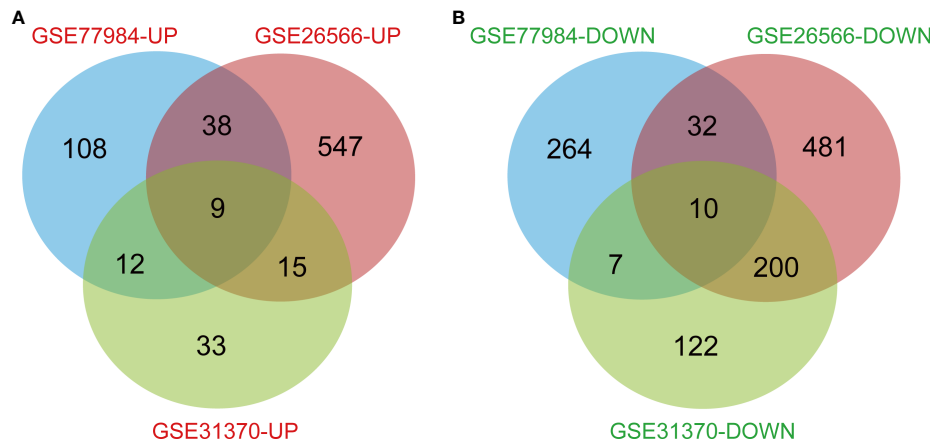 A
GSE77984-UP
GSE26566-UP
108
38
547
9
12
15
33
GSE31370-UP
B
GSE77984-DOWN
GSE26566-DOWN
264
32
481
10
7
200
122
GSE31370-DOWN